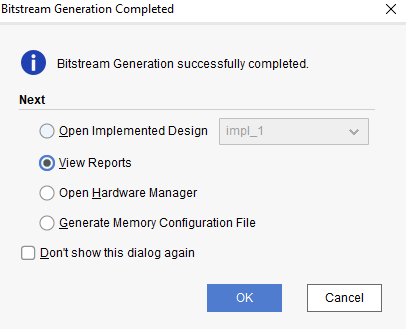 Bitstream Generation Completed
Bitstream Generation successfully completed.
Next
Open Implemented Design impl_1
View Reports
Open Hardware Manager
Generate Memory Configuration File
Don't show this dialog again
OK Cancel